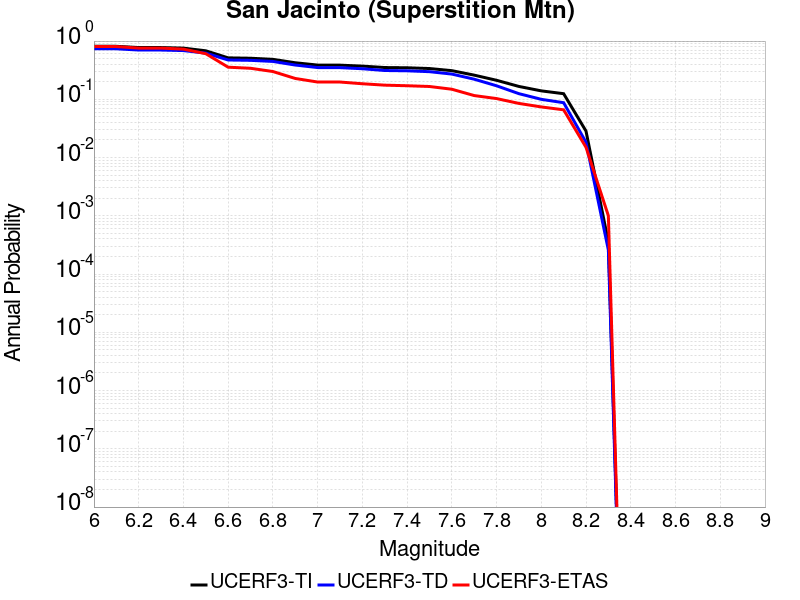 San Jacinto (Superstition Mtn)
10^0
10^-1
10^-2
10^-3
10^-4
10^-5
10^-6
10^-7
10^-8
Annual Probability
6 6.2 6.4 6.6 6.8 7 7.2 7.4 7.6 7.8 8 8.2 8.4 8.6 8.8 9
Magnitude
UCERF3-TI UCERF3-TD UCERF3-ETAS